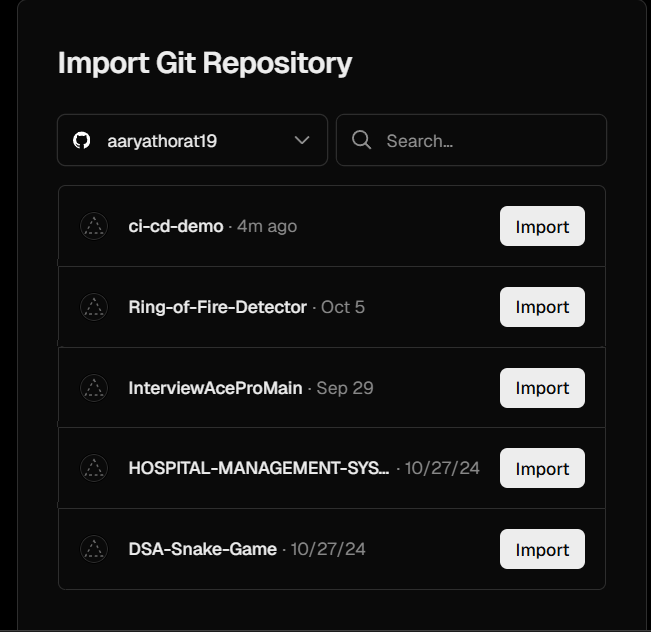 Import Git Repository
aaryathorat19
Search...
ci-cd-demo · 4m ago
Import
Ring-of-Fire-Detector · Oct 5
Import
InterviewAceProMain · Sep 29
Import
HOSPITAL-MANAGEMENT-SYS... · 10/27/24
Import
DSA-Snake-Game · 10/27/24
Import